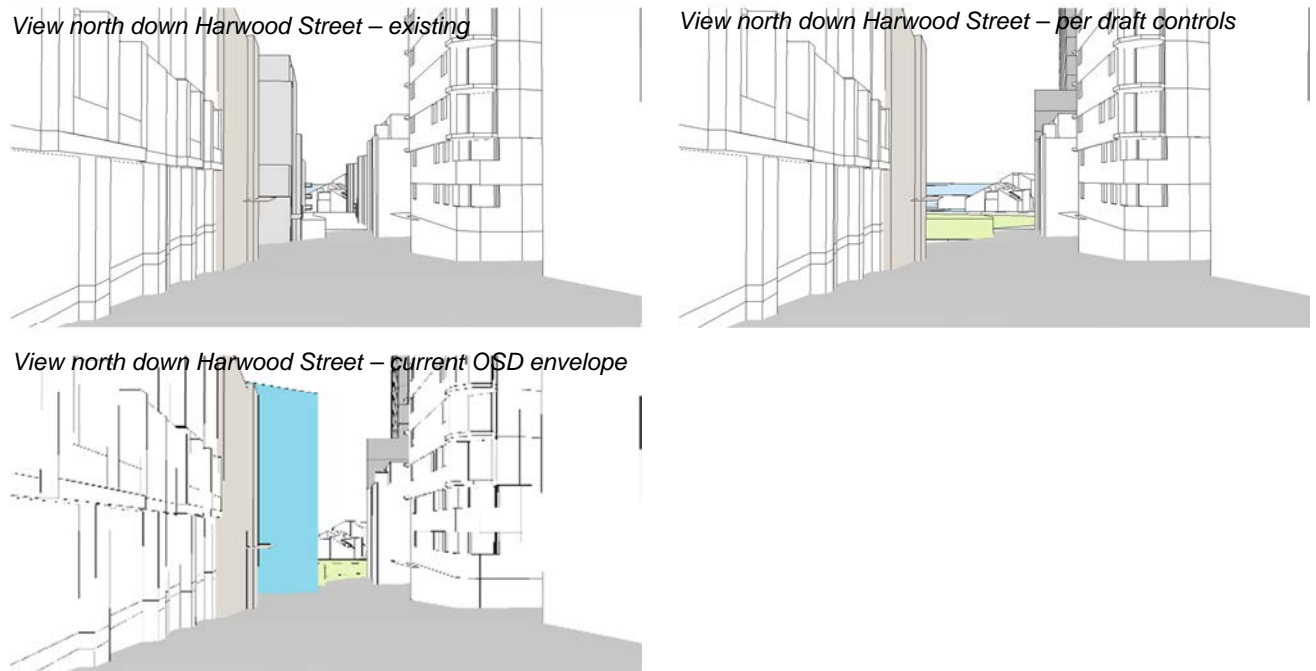 View north down Harwood Street – existing
View north down Harwood Street – per draft controls
View north down Harwood Street – current OSD envelope